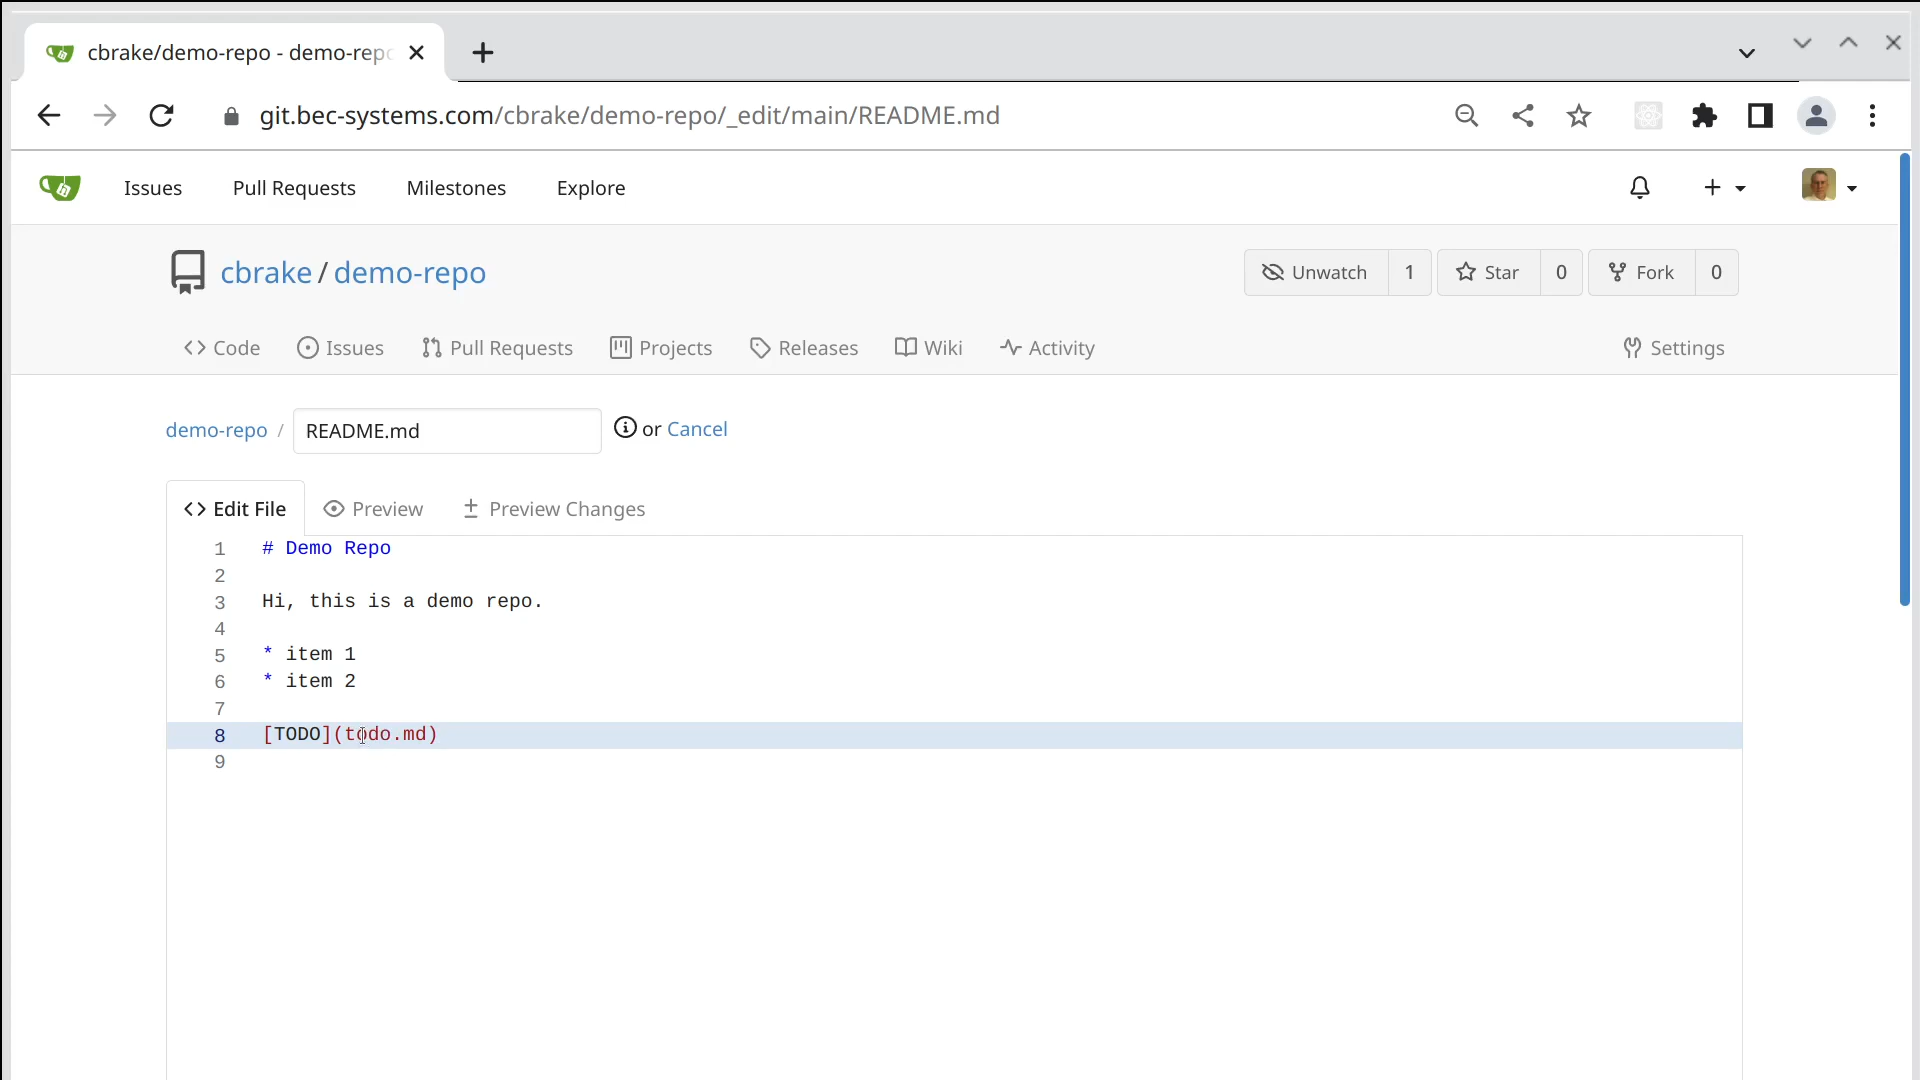 cbrake/demo-repo - demo-repo
git.bec-systems.com/cbrake/demo-repo/_edit/main/README.md
Issues Pull Requests Milestones Explore
cbrake / demo-repo
Unwatch 1 Star 0 Fork 0
Code Issues Pull Requests Projects Releases Wiki Activity Settings
demo-repo / README.md or Cancel
Edit File Preview Preview Changes
1 # Demo Repo
2
3 Hi, this is a demo repo.
4
5 * item 1
6 * item 2
7
8 [TODO](todo.md)
9